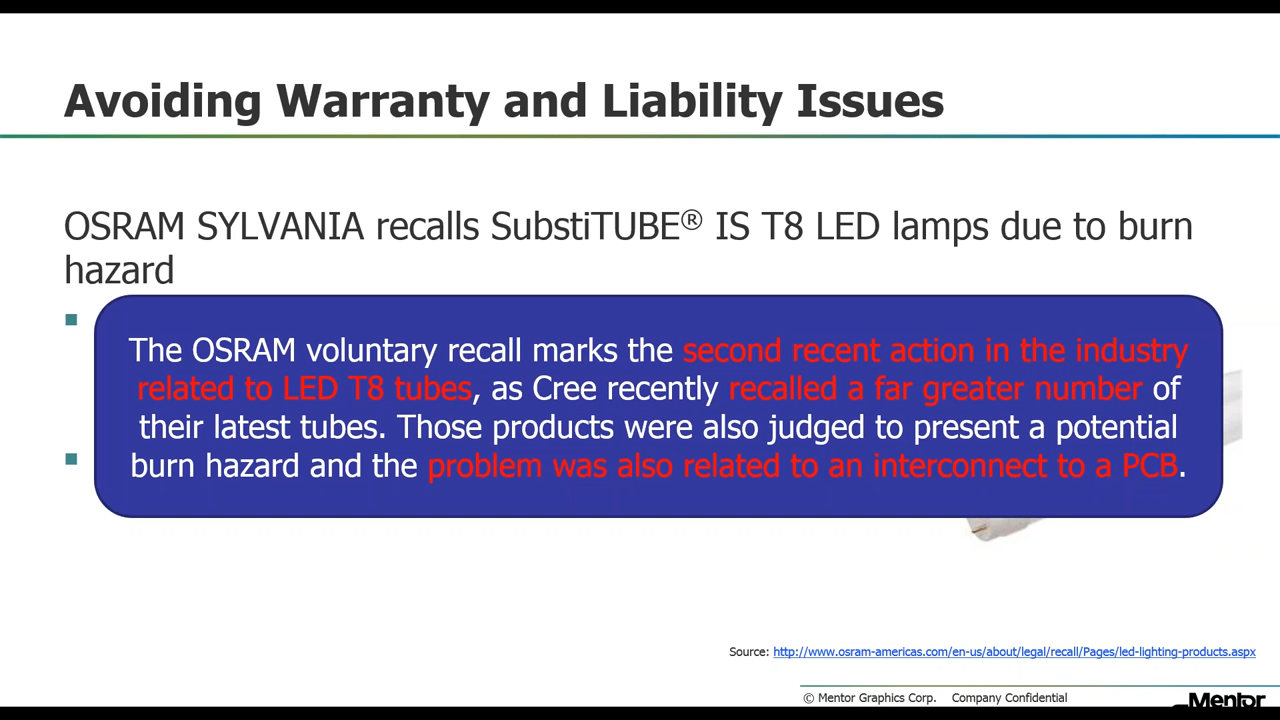 Avoiding Warranty and Liability Issues
OSRAM SYLVANIA recalls SubstiTUBE® IS T8 LED lamps due to burn
hazard
The OSRAM voluntary recall marks the second recent action in the industry
related to LED T8 tubes, as Cree recently recalled a far greater number of
their latest tubes. Those products were also judged to present a potential
burn hazard and the problem was also related to an interconnect to a PCB.
Source: http://www.osram-americas.com/en-us/about/legal/recall/Pages/led-lighting-products.aspx
© Mentor Graphics Corp. Company Confidential
Mentor